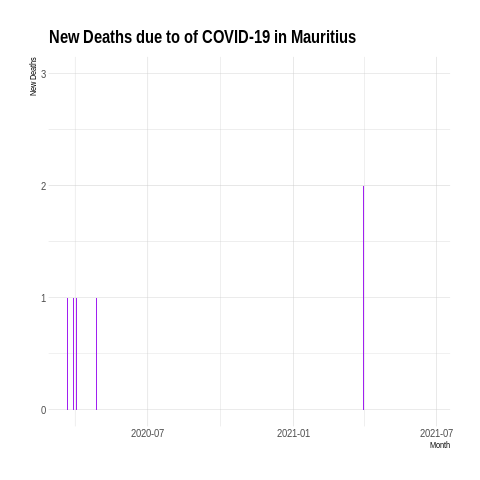 New Deaths due to of COVID-19 in Mauritius
New Deaths
3
2
1
0
2020-07
2021-01
2021-07
Month